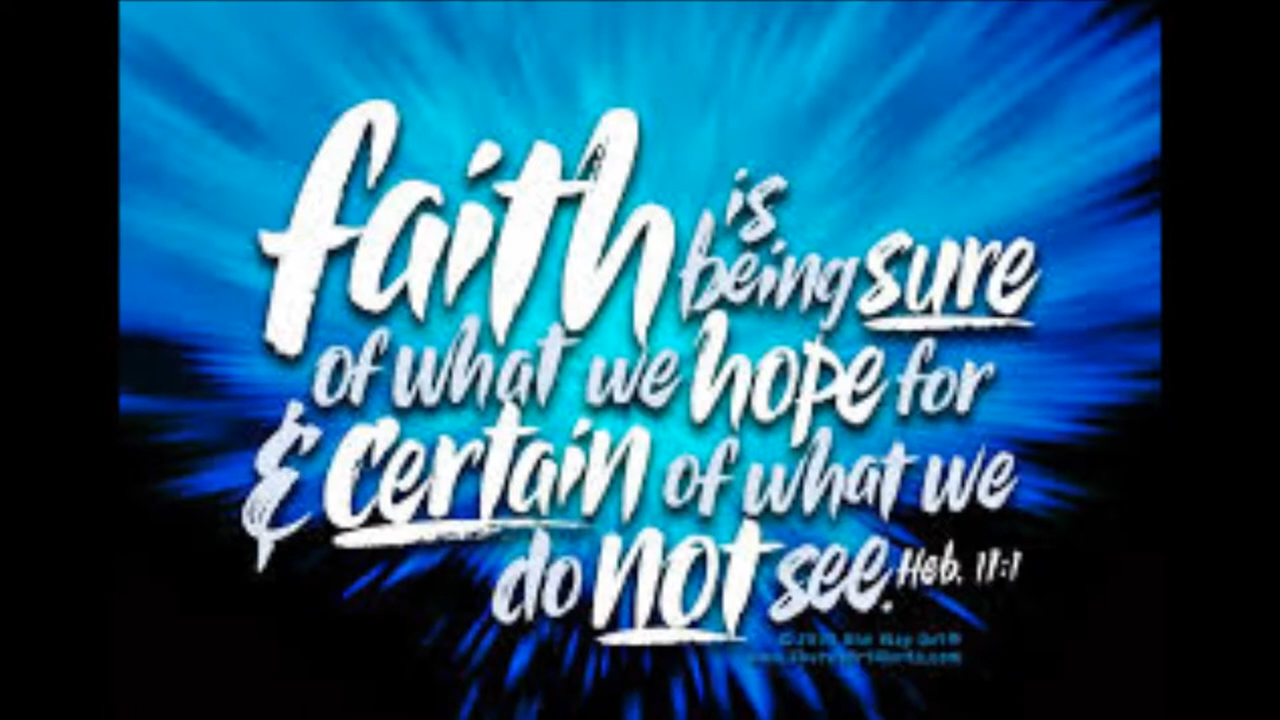 faith is
being sure
of what we hope for
& certain of what we
do not see. Heb. 11:1